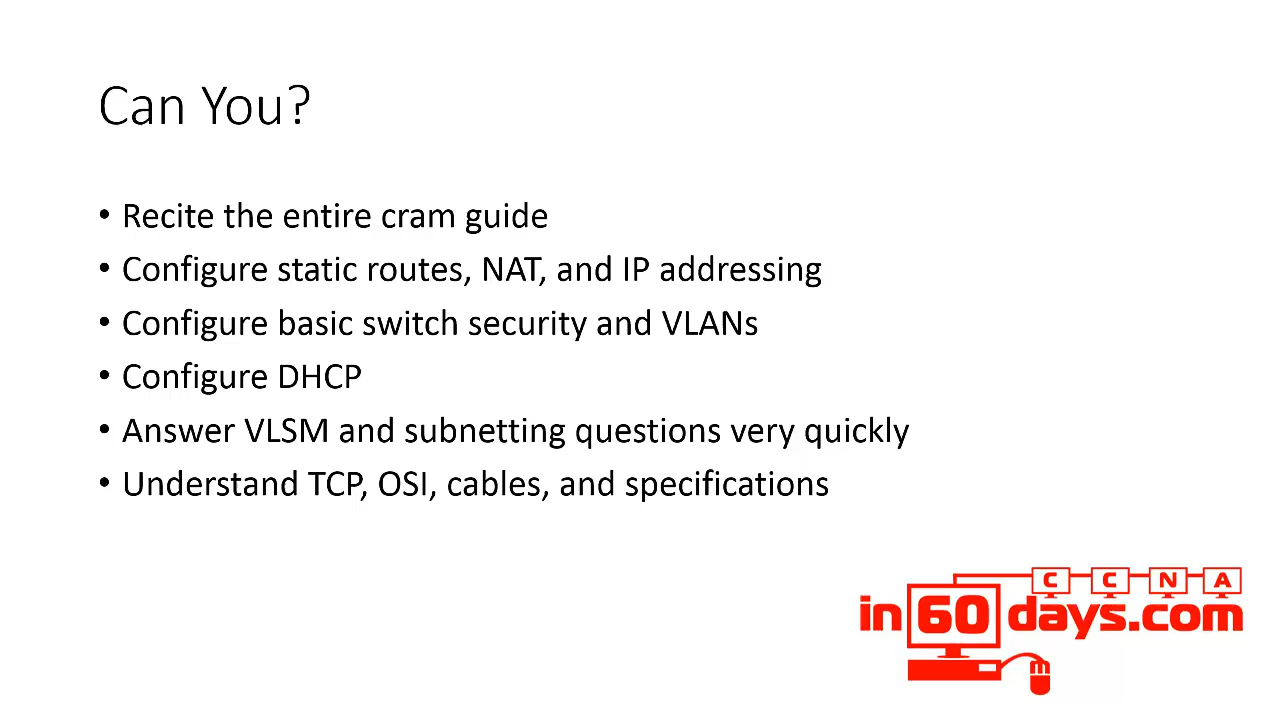 Can You?
• Recite the entire cram guide
• Configure static routes, NAT, and IP addressing
• Configure basic switch security and VLANs
• Configure DHCP
• Answer VLSM and subnetting questions very quickly
• Understand TCP, OSI, cables, and specifications
C C N A
in 60 days.com